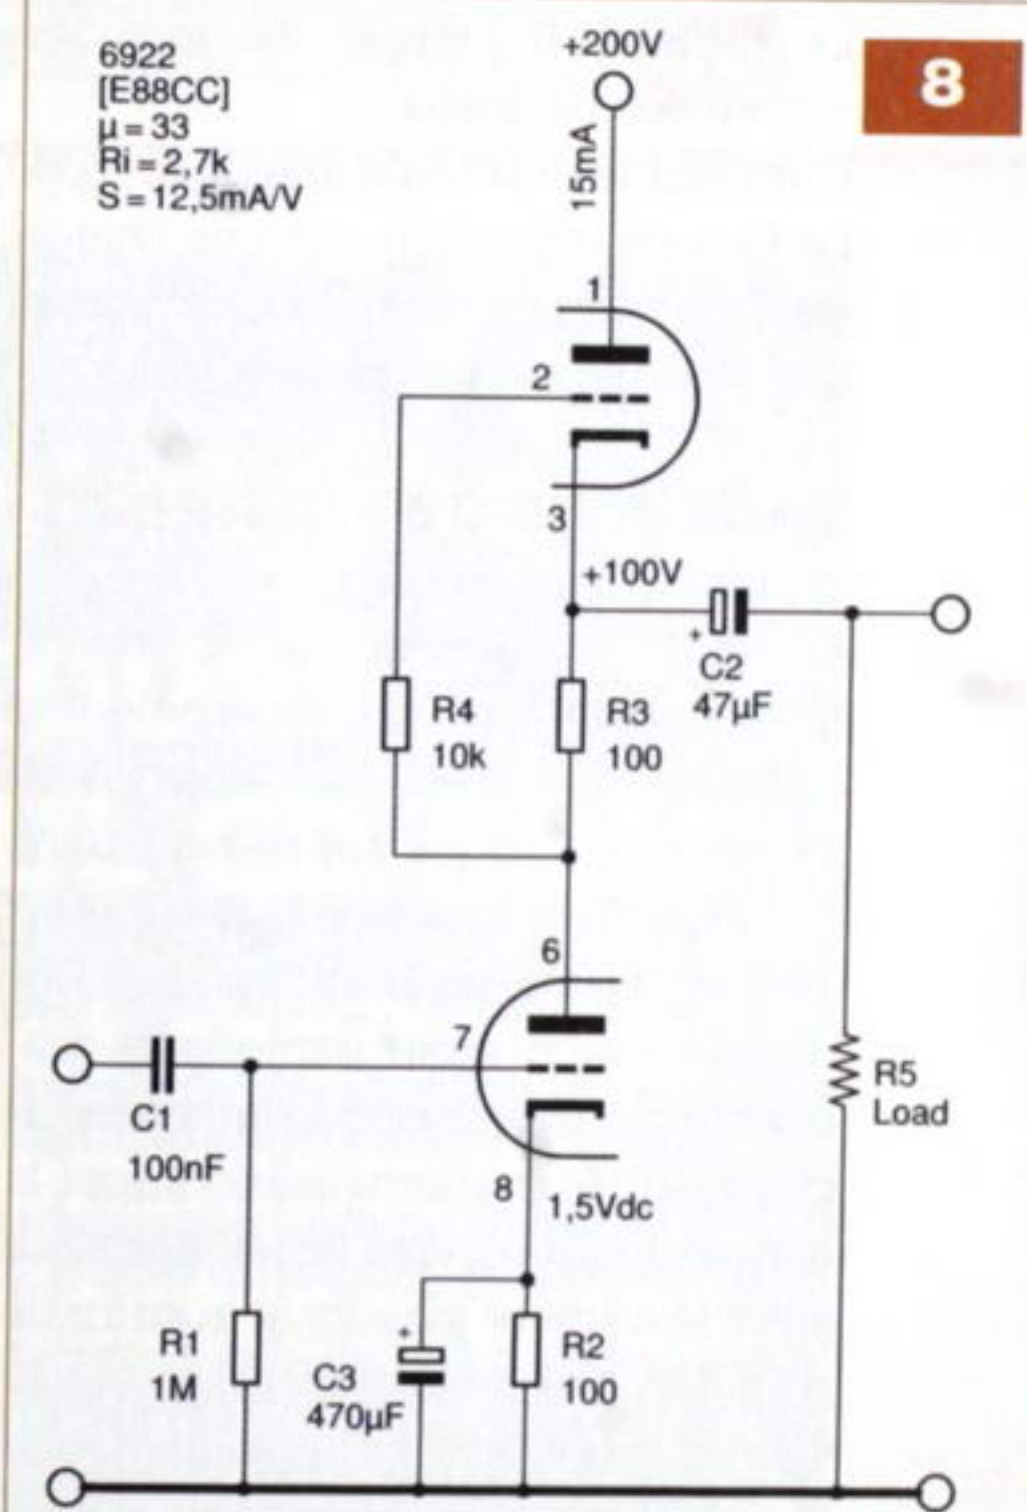 6922
[E88CC]
µ = 33
Ri = 2,7k
S = 12,5mA/V
+200V
8
15mA
1
2
3
+100V
+
C2
47µF
R4
10k
R3
100
6
7
C1
100nF
8
1,5Vdc
R5
Load
R1
1M
+
C3
470µF
R2
100